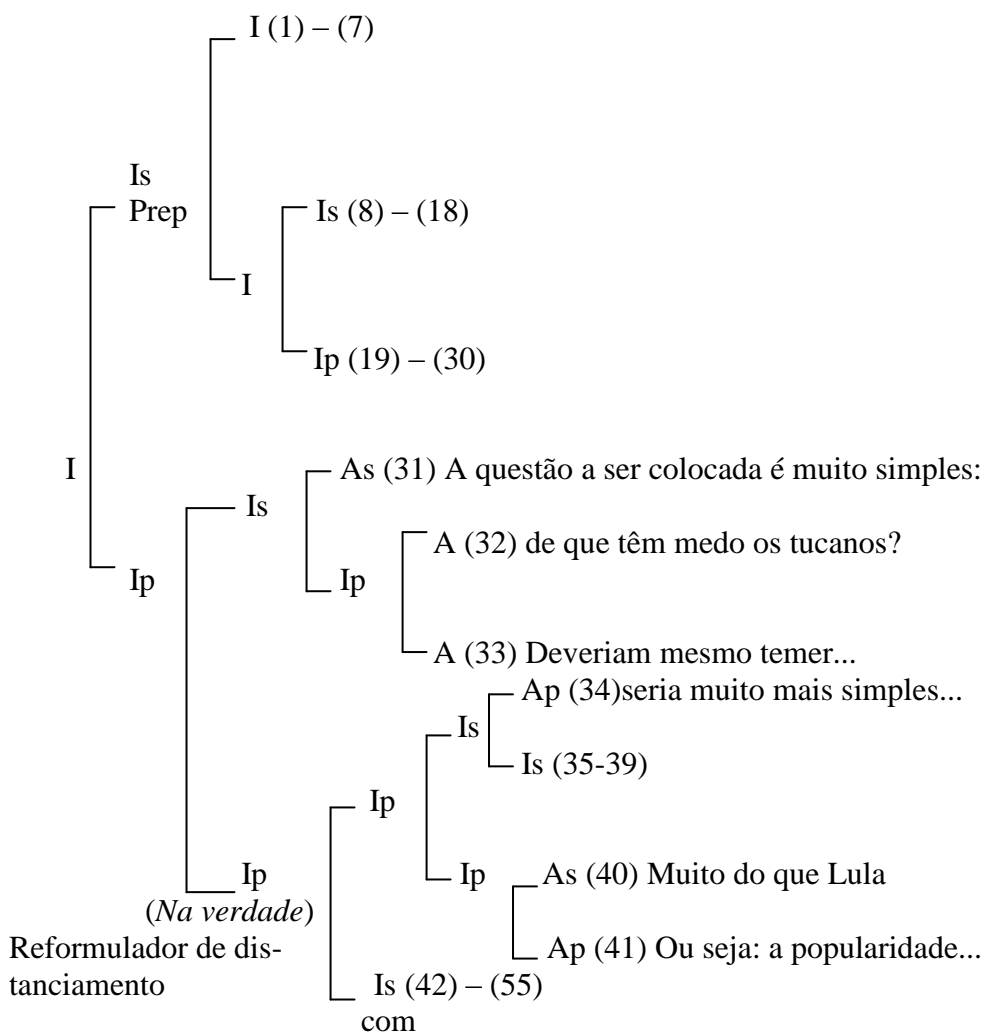 I (1) – (7)
Is
Prep
Is (8) – (18)
I
Ip (19) – (30)
I
As (31) A questão a ser colocada é muito simples:
Is
A (32) de que têm medo os tucanos?
Ip
Ip
A (33) Deveriam mesmo temer...
Ap (34)seria muito mais simples...
Is
Is (35-39)
Ip
Ip
As (40) Muito do que Lula
Ip
(Na verdade)
Reformulador de dis-
tanciamento
Ap (41) Ou seja: a popularidade...
Is (42) – (55)
com